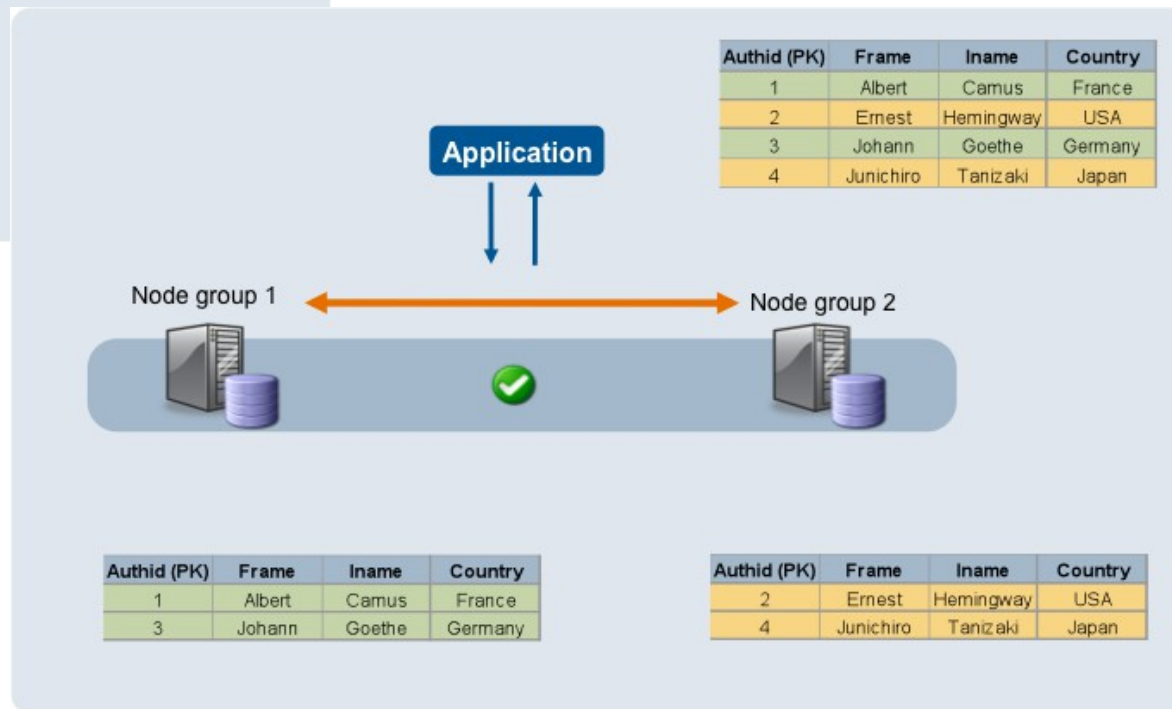 Authid (PK) Frame Iname Country
1 Albert Camus France
2 Ernest Hemingway USA
3 Johann Goethe Germany
4 Junichiro Tanizaki Japan
Application
Node group 1
Node group 2
Authid (PK) Frame Iname Country
1 Albert Camus France
3 Johann Goethe Germany
Authid (PK) Frame Iname Country
2 Ernest Hemingway USA
4 Junichiro Tanizaki Japan